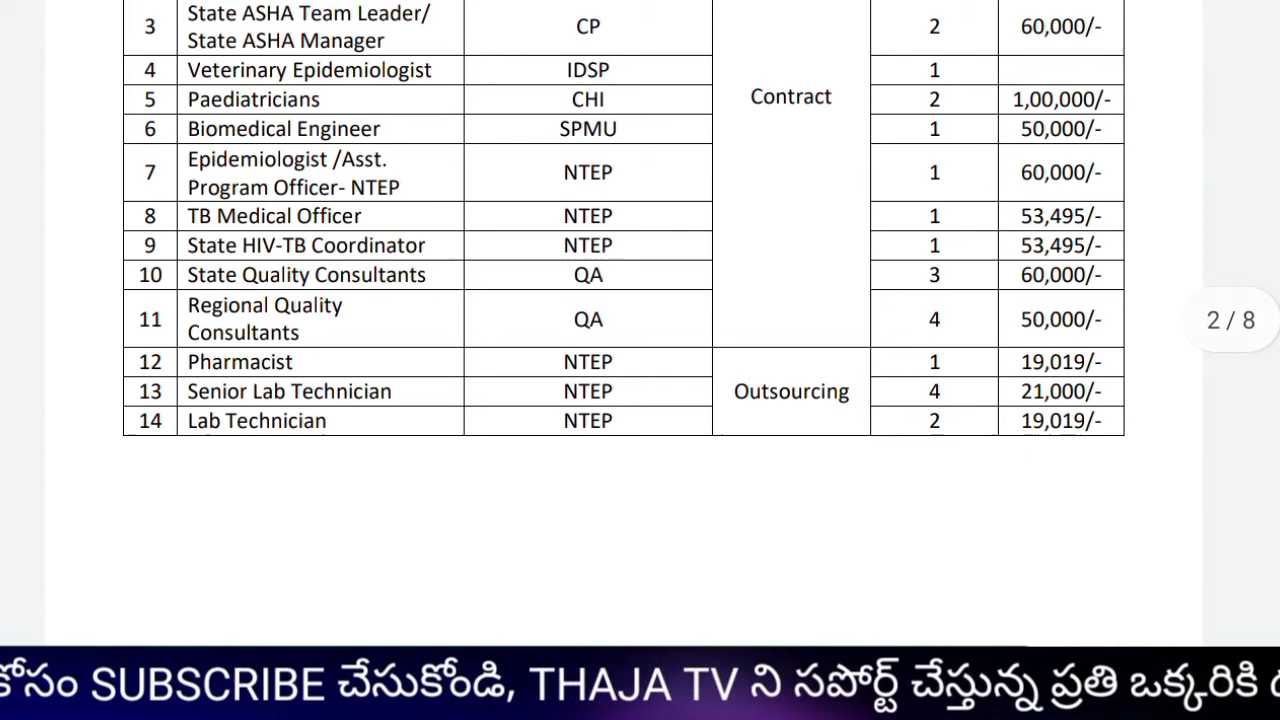 3 State ASHA Team Leader/ State ASHA Manager CP 2 60,000/-
4 Veterinary Epidemiologist IDSP 1
5 Paediatricians CHI Contract 2 1,00,000/-
6 Biomedical Engineer SPMU 1 50,000/-
7 Epidemiologist /Asst. Program Officer- NTEP NTEP 1 60,000/-
8 TB Medical Officer NTEP 1 53,495/-
9 State HIV-TB Coordinator NTEP 1 53,495/-
10 State Quality Consultants QA 3 60,000/-
11 Regional Quality Consultants QA 4 50,000/-
12 Pharmacist NTEP 1 19,019/-
13 Senior Lab Technician NTEP Outsourcing 4 21,000/-
14 Lab Technician NTEP 2 19,019/-
2 / 8
కోసం SUBSCRIBE చేసుకోండి, THAJA TV ని సపోర్ట్ చేస్తున్న ప్రతి ఒక్కరికి